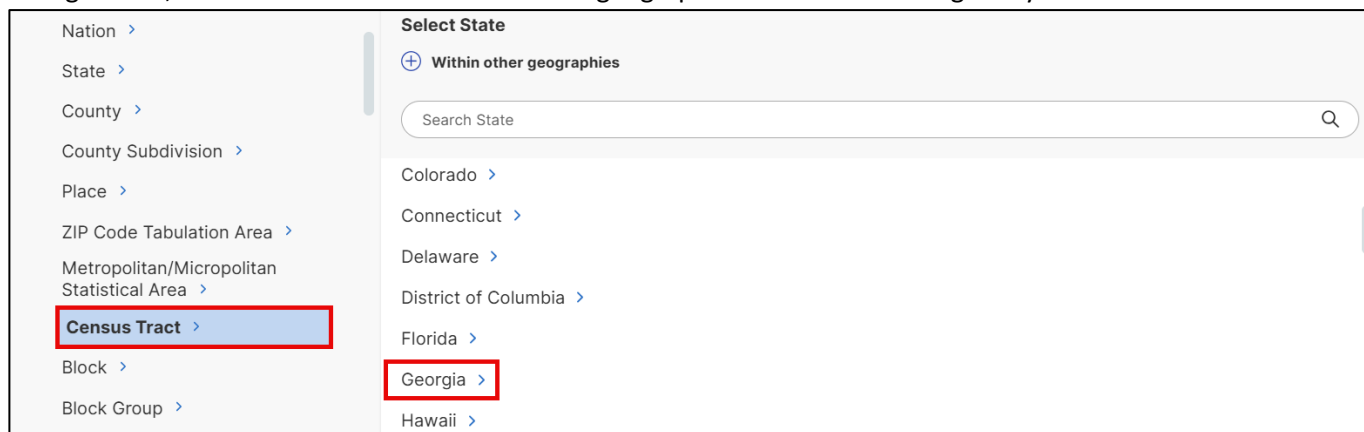 Nation >
State >
County >
County Subdivision >
Place >
ZIP Code Tabulation Area >
Metropolitan/Micropolitan
Statistical Area >
Census Tract >
Block >
Block Group >
Select State
Within other geographies
Search State
Colorado >
Connecticut >
Delaware >
District of Columbia >
Florida >
Georgia >
Hawaii >